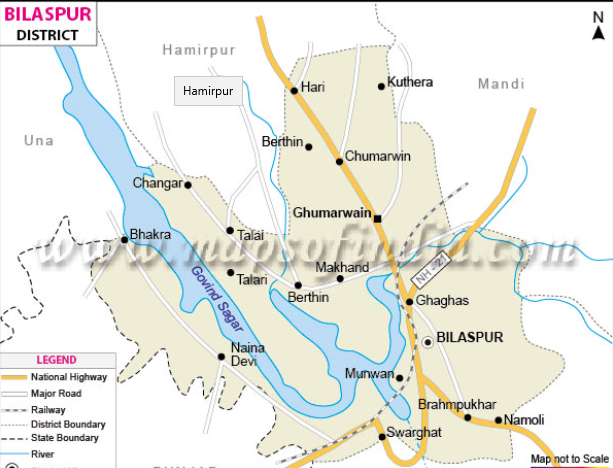 BILASPUR
DISTRICT
N
Hamirpur
Hamirpur
Hari
Kuthera
Mandi
Una
Berthin
Chumarwin
Changar
Ghumarwain
Bhakra
Talai
www.mapsofindia.com
Makhand
NH - 21
Talari
Govind Sagar
Berthin
Ghaghas
BILASPUR
Naina
Devi
Munwan
Brahmpukhar
Namoli
Swarghat
LEGEND
National Highway
Major Road
Railway
District Boundary
State Boundary
River
Map not to Scale